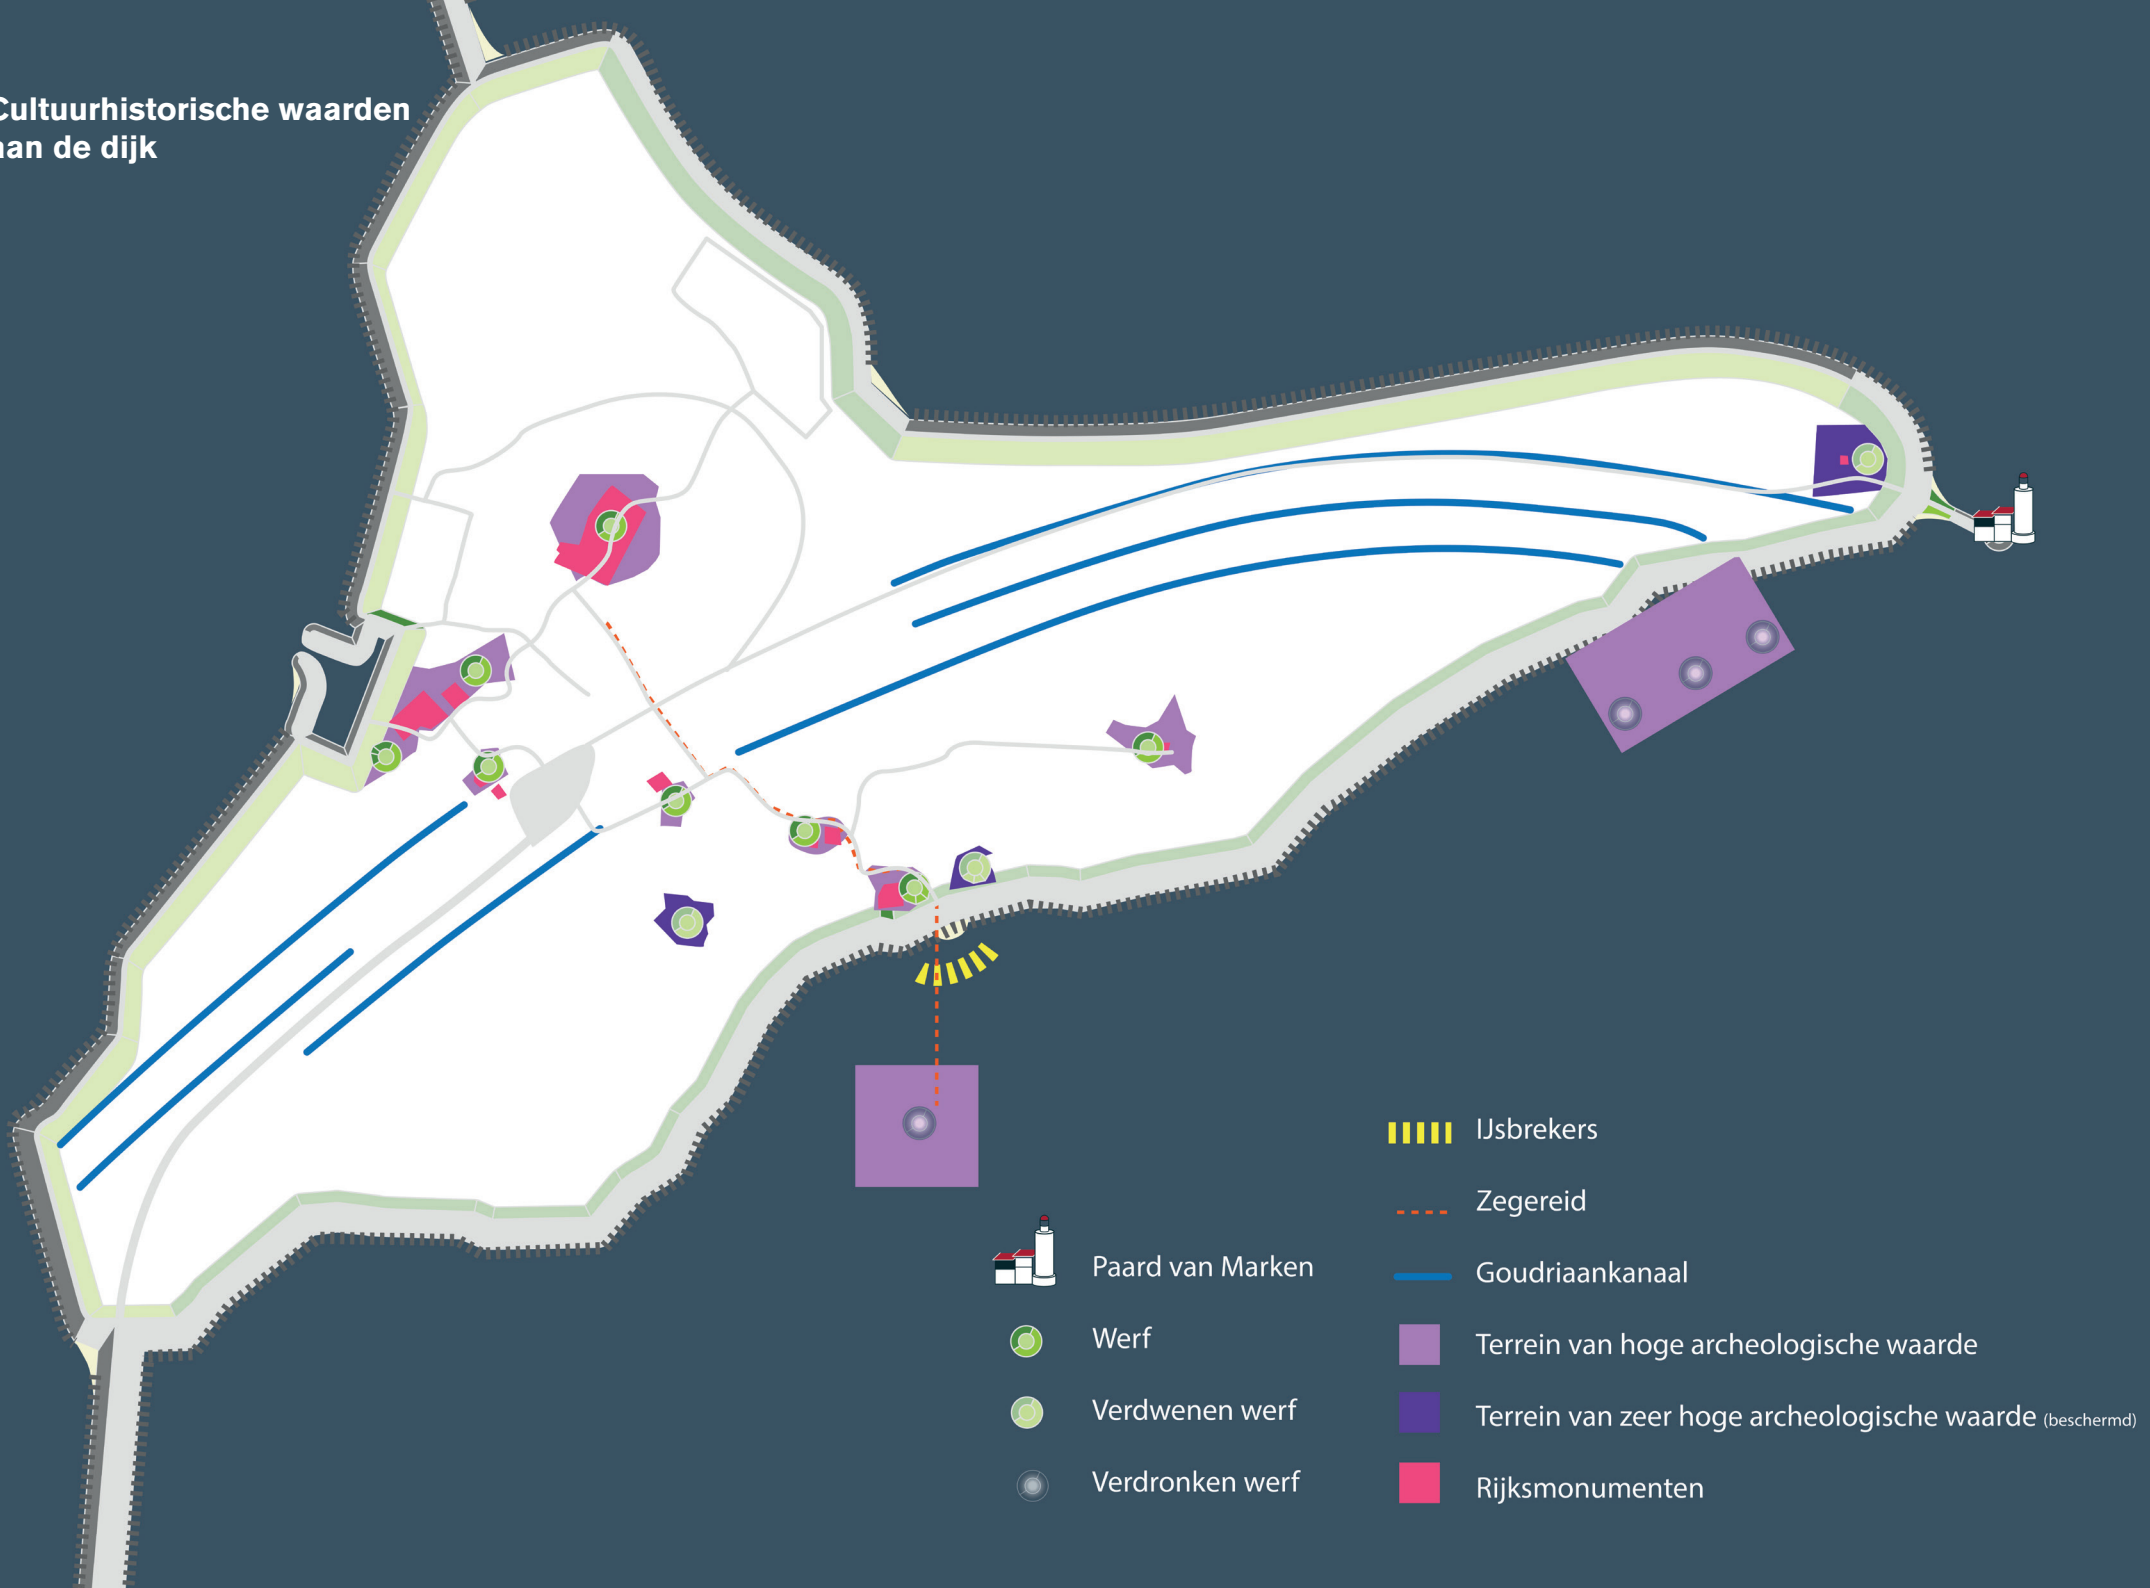 Cultuurhistorische waarden
aan de dijk
IJsbrekers
Zegereid
Paard van Marken
Goudriaankanaal
Werf
Terrein van hoge archeologische waarde
Verdwenen werf
Terrein van zeer hoge archeologische waarde (beschermd)
Verdronken werf
Rijksmonumenten